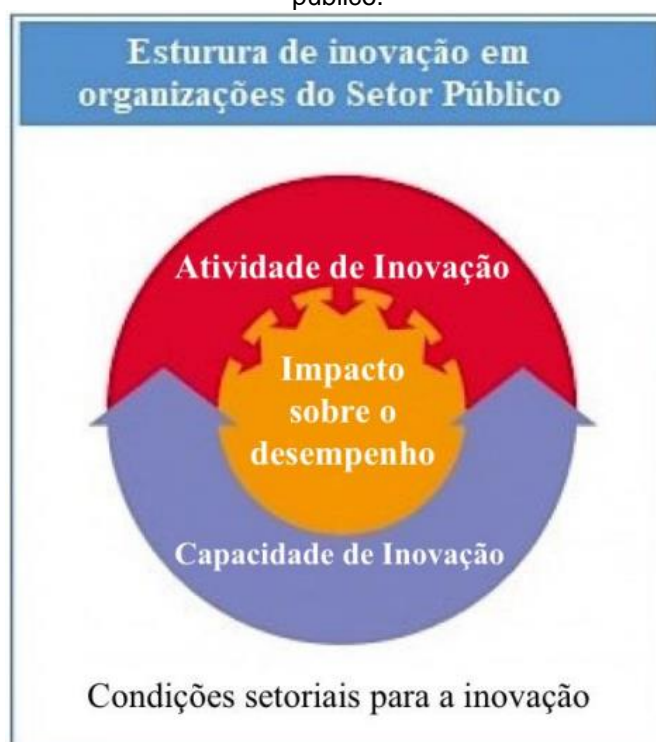 público.
Esturura de inovação em
organizações do Setor Público
Atividade de Inovação
Impacto
sobre o
desempenho
Capacidade de Inovação
Condições setoriais para a inovação